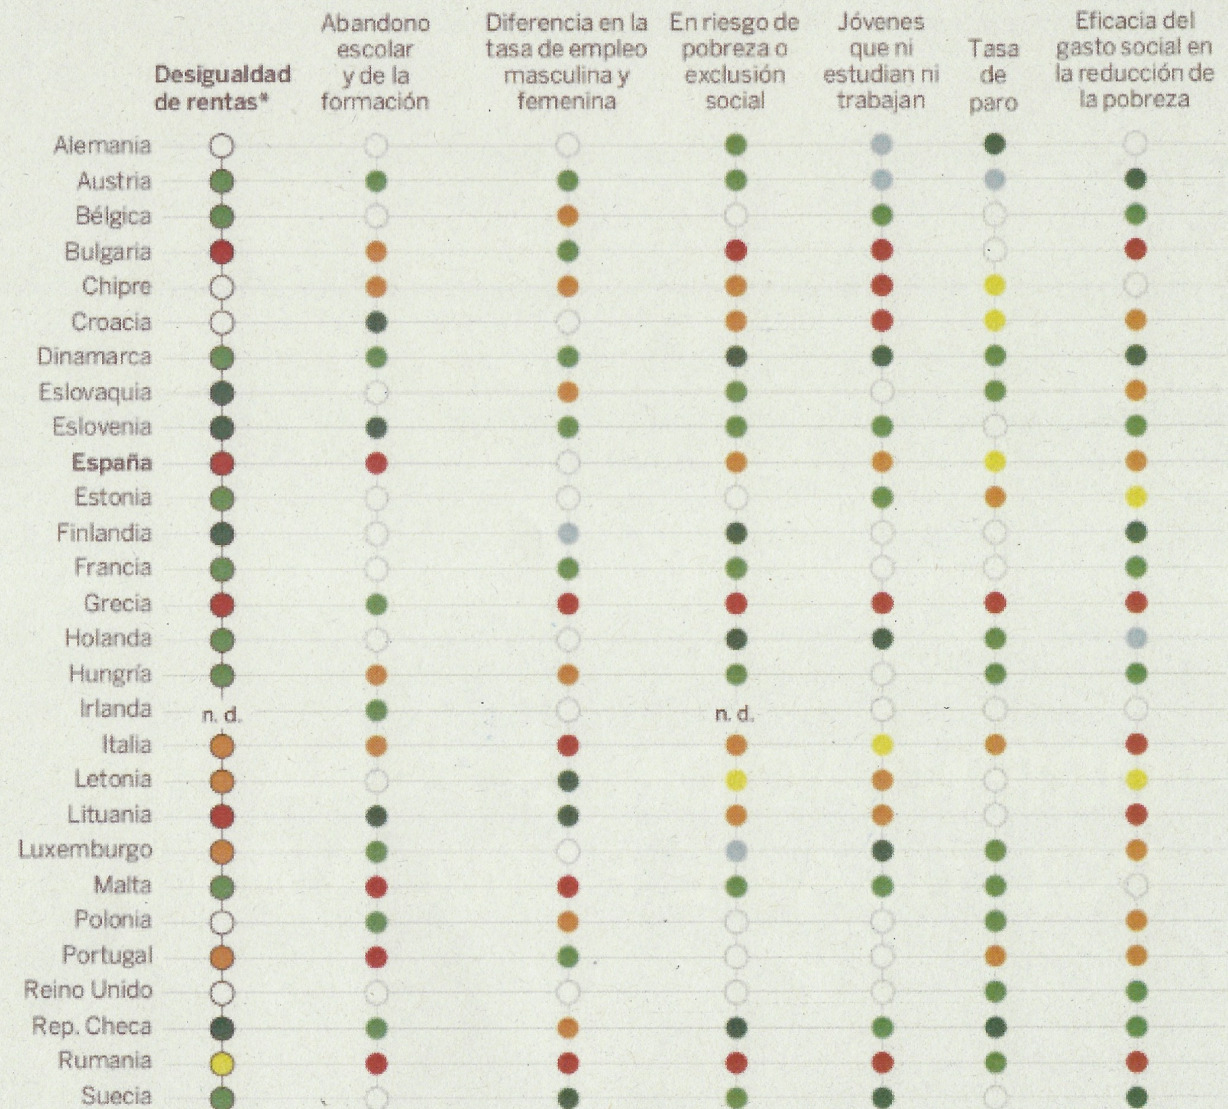 Desigualdad
de rentas*
Abandono
escolar
y de la
formación
Diferencia en la
tasa de empleo
masculina y
femenina
En riesgo de
pobreza o
exclusión
social
Jóvenes
que ni
estudian ni
trabajan
Tasa
de
paro
Eficacia del
gasto social en
la reducción de
la pobreza
Alemania
Austria
Bélgica
Bulgaria
Chipre
Croacia
Dinamarca
Eslovaquia
Eslovenia
España
Estonia
Finlandia
Francia
Grecia
Holanda
Hungría
Irlanda n. d. n. d.
Italia
Letonia
Lituania
Luxemburgo
Malta
Polonia
Portugal
Reino Unido
Rep. Checa
Rumania
Suecia